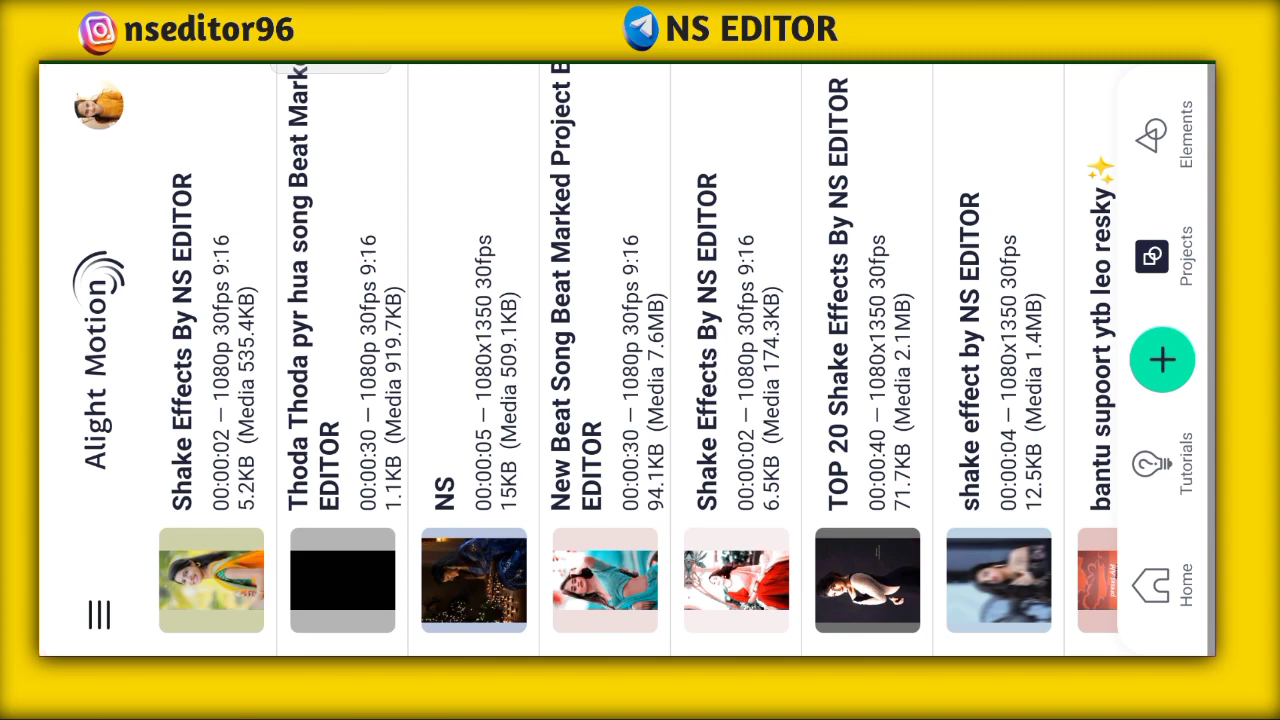 nseditor96
NS EDITOR
Alight Motion
Shake Effects By NS EDITOR
00:00:02 — 1080p 30fps 9:16
5.2KB (Media 535.4KB)
Thoda Thoda pyr hua song Beat Mark
EDITOR
00:00:30 — 1080p 30fps 9:16
1.1KB (Media 919.7KB)
NS
00:00:05 — 1080x1350 30fps
15KB (Media 509.1KB)
New Beat Song Beat Marked Project B
EDITOR
00:00:30 — 1080p 30fps 9:16
94.1KB (Media 7.6MB)
Shake Effects By NS EDITOR
00:00:02 — 1080p 30fps 9:16
6.5KB (Media 174.3KB)
TOP 20 Shake Effects By NS EDITOR
00:00:40 — 1080x1350 30fps
71.7KB (Media 2.1MB)
shake effect by NS EDITOR
00:00:04 — 1080x1350 30fps
12.5KB (Media 1.4MB)
bantu supoort ytb leo resky✨
Home
Tutorials
Projects
Elements